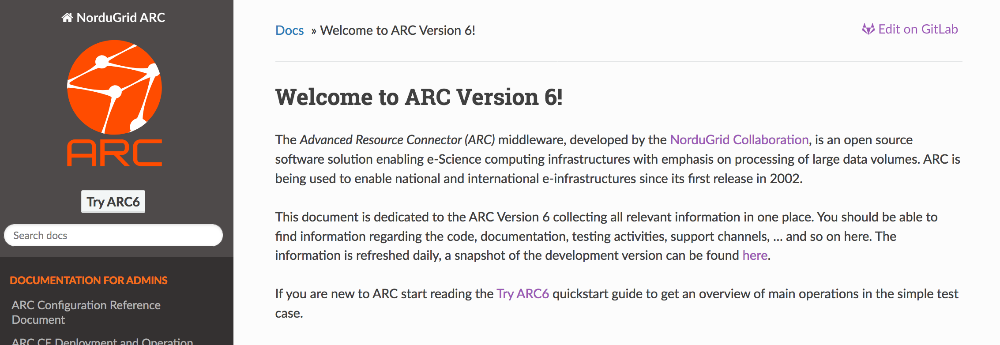 NorduGrid ARC
ARC
Try ARC6
Search docs
DOCUMENTATION FOR ADMINS
ARC Configuration Reference
Document
ARC CE Deployment and Operation
Docs » Welcome to ARC Version 6!
Edit on GitLab
Welcome to ARC Version 6!
The Advanced Resource Connector (ARC) middleware, developed by the NorduGrid Collaboration, is an open source
software solution enabling e-Science computing infrastructures with emphasis on processing of large data volumes. ARC is
being used to enable national and international e-infrastructures since its first release in 2002.
This document is dedicated to the ARC Version 6 collecting all relevant information in one place. You should be able to
find information regarding the code, documentation, testing activities, support channels, ... and so on here. The
information is refreshed daily, a snapshot of the development version can be found here.
If you are new to ARC start reading the Try ARC6 quickstart guide to get an overview of main operations in the simple test
case.